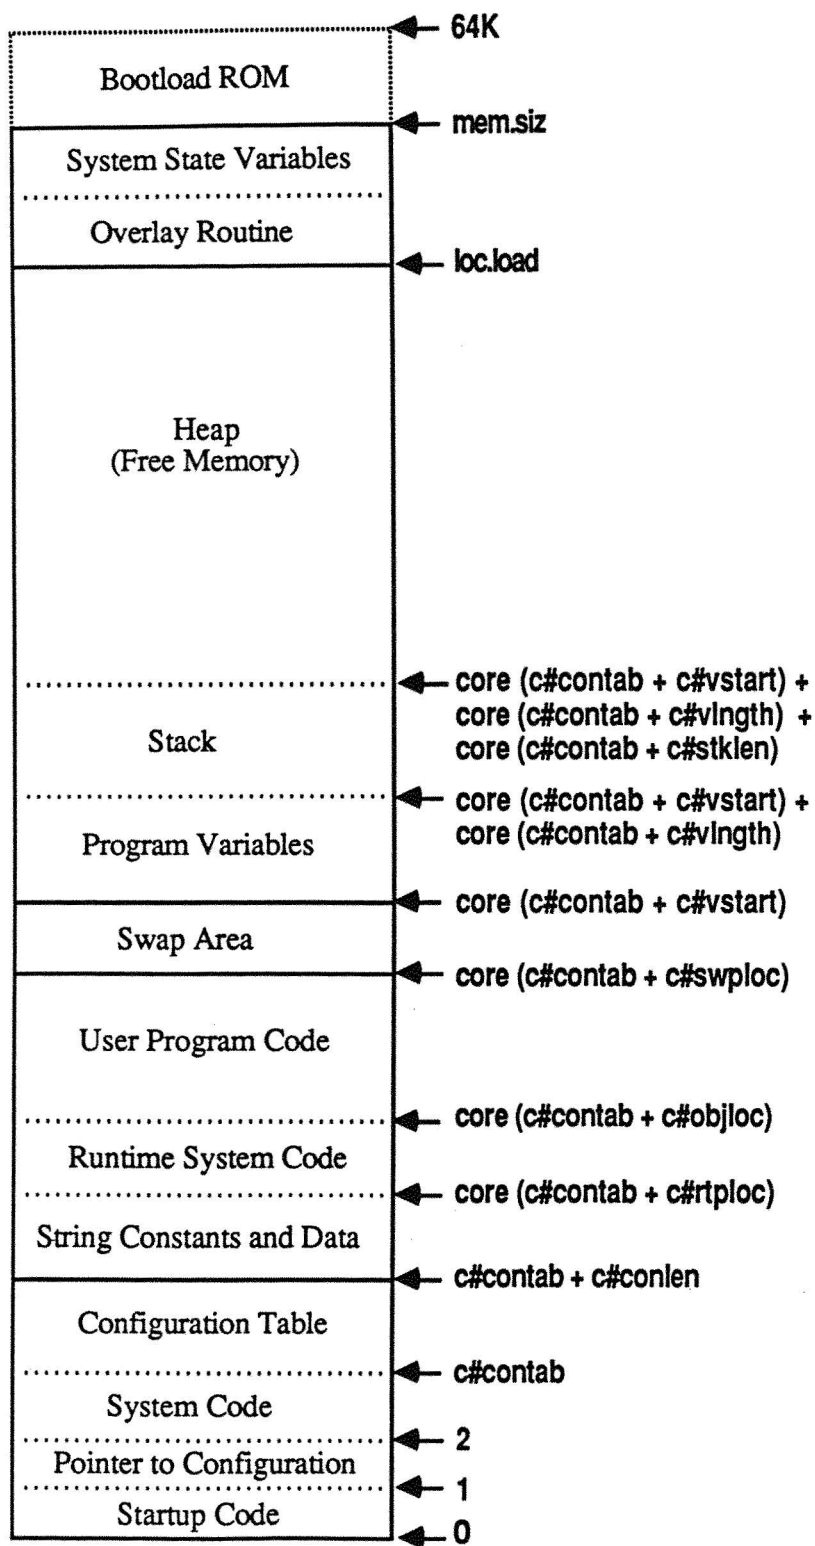 64K
Bootload ROM
mem.siz
System State Variables
Overlay Routine
loc.load
Heap
(Free Memory)
core (c#contab + c#vstart) +
core (c#contab + c#vlngth) +
core (c#contab + c#stklen)
Stack
core (c#contab + c#vstart) +
core (c#contab + c#vlngth)
Program Variables
core (c#contab + c#vstart)
Swap Area
core (c#contab + c#swploc)
User Program Code
core (c#contab + c#objloc)
Runtime System Code
core (c#contab + c#rtploc)
String Constants and Data
c#contab + c#conlen
Configuration Table
c#contab
System Code
2
Pointer to Configuration
1
Startup Code
0